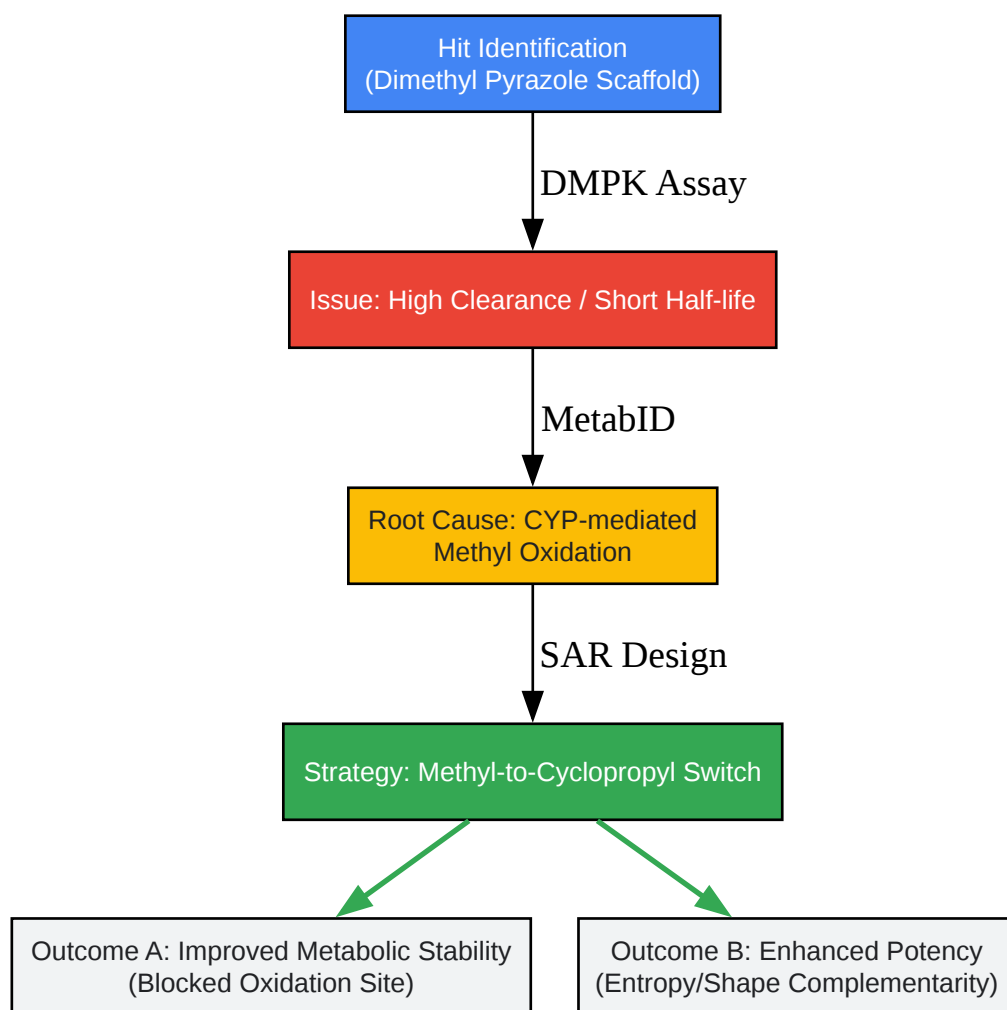 Hit Identification
(Dimethyl Pyrazole Scaffold)
DMPK Assay
Issue: High Clearance / Short Half-life
MetabID
Root Cause: CYP-mediated
Methyl Oxidation
SAR Design
Strategy: Methyl-to-Cyclopropyl Switch
Outcome A: Improved Metabolic Stability
(Blocked Oxidation Site)
Outcome B: Enhanced Potency
(Entropy/Shape Complementarity)